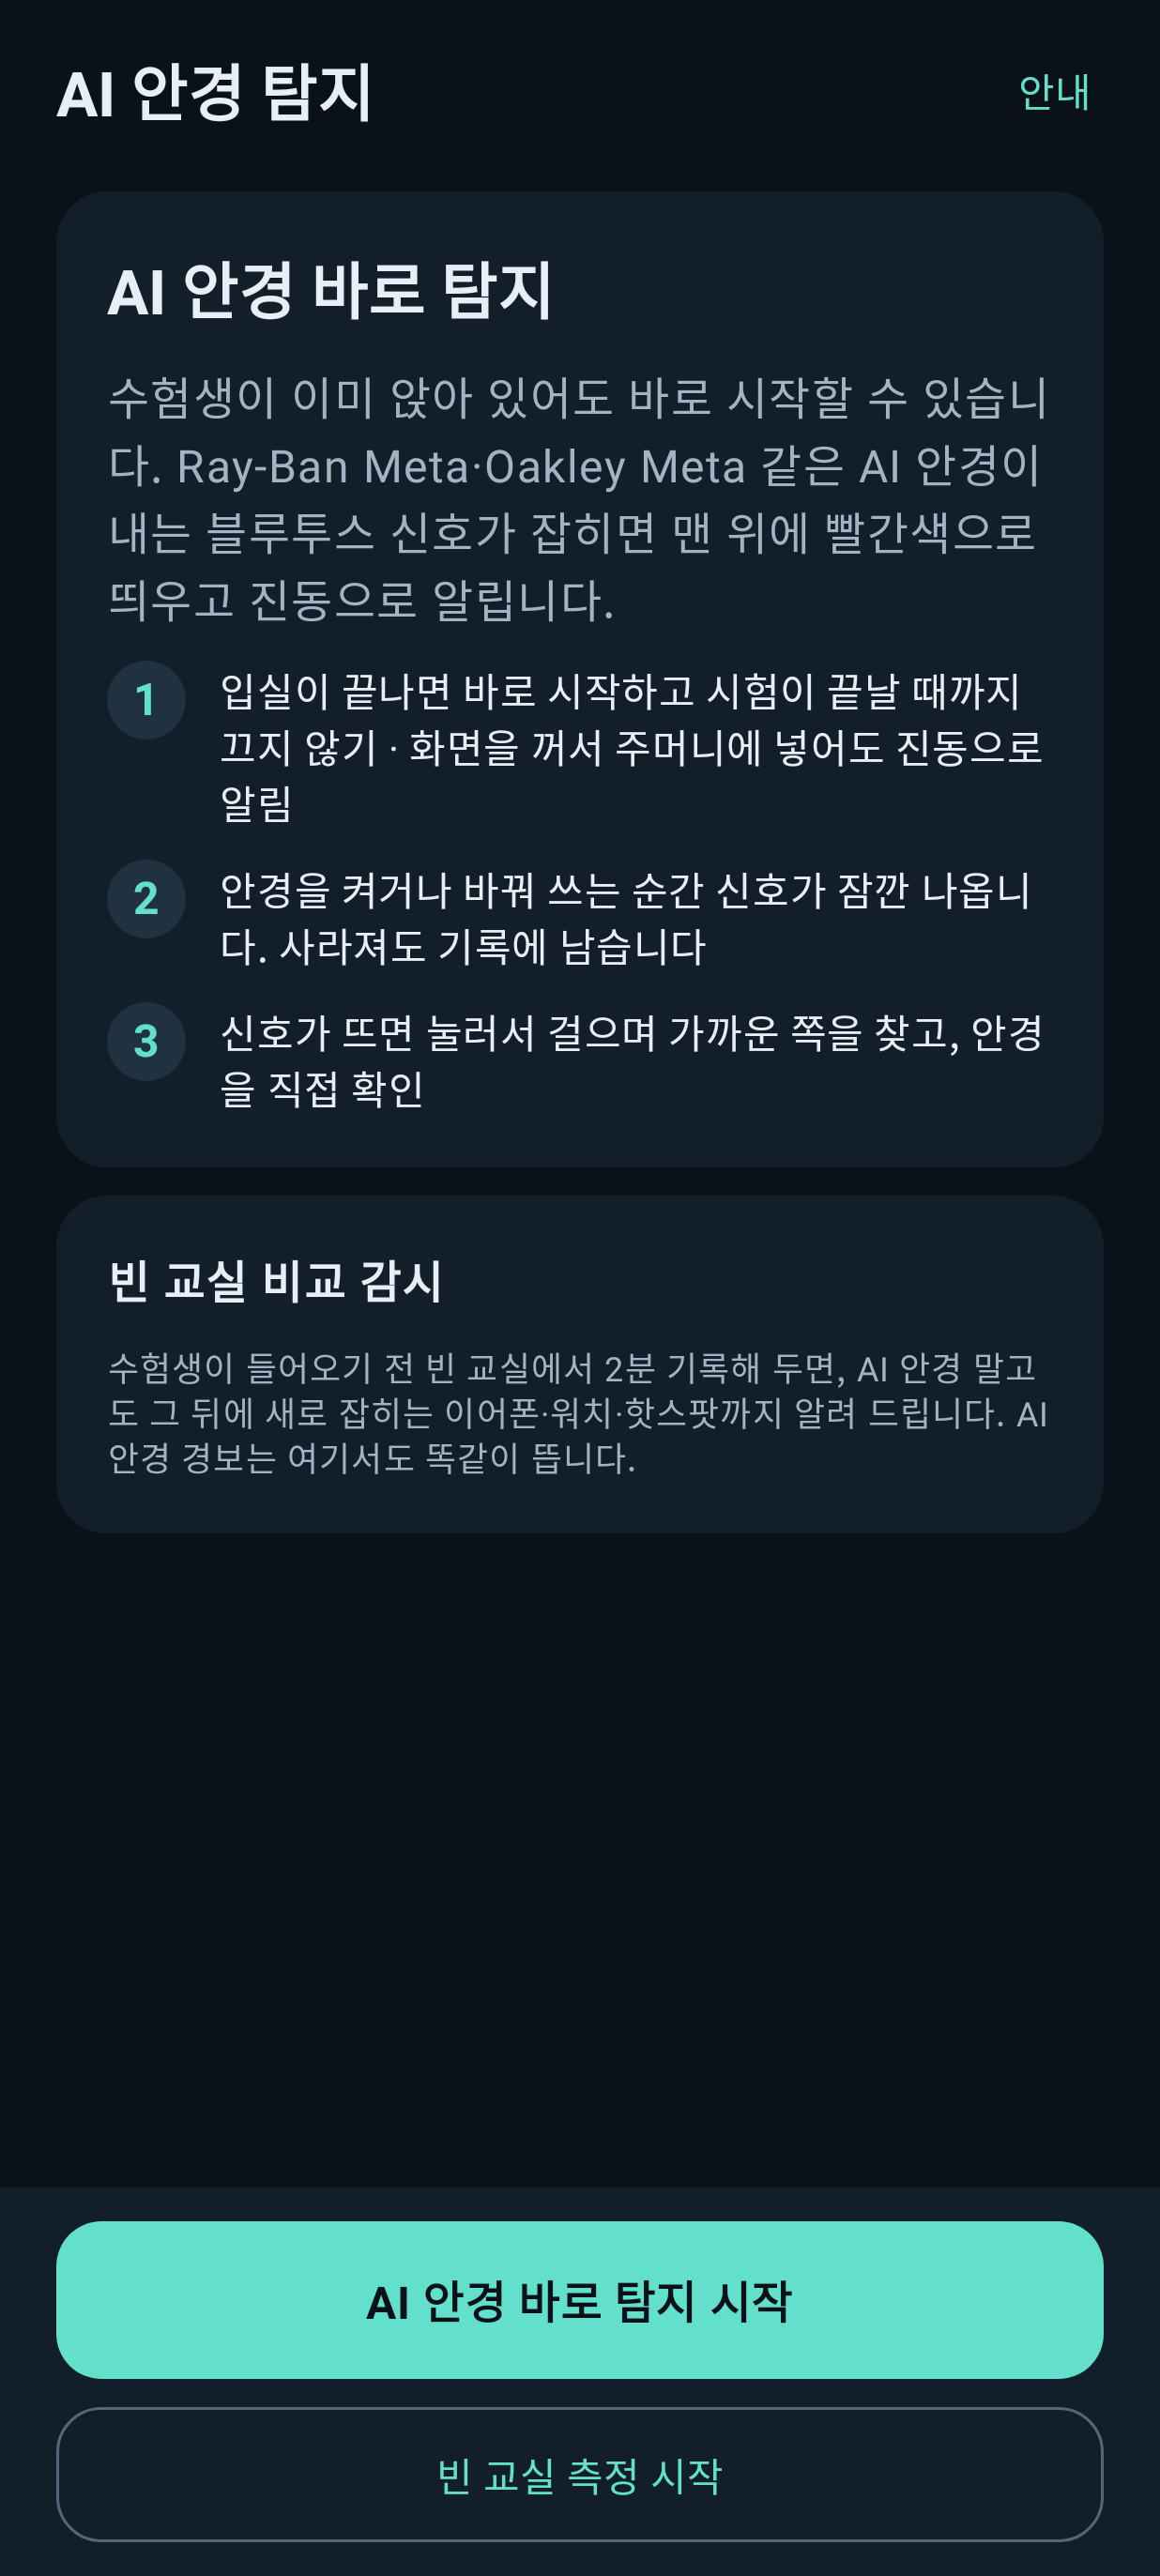 AI 안경 탐지
안내
AI 안경 바로 탐지
수험생이 이미 앉아 있어도 바로 시작할 수 있습니
다. Ray-Ban Meta·Oakley Meta 같은 AI 안경이
내는 블루투스 신호가 잡히면 맨 위에 빨간색으로
띄우고 진동으로 알립니다.
1 입실이 끝나면 바로 시작하고 시험이 끝날 때까지
끄지 않기 · 화면을 꺼서 주머니에 넣어도 진동으로
알림
2 안경을 켜거나 바꿔 쓰는 순간 신호가 잠깐 나옵니
다. 사라져도 기록에 남습니다
3 신호가 뜨면 눌러서 걸으며 가까운 쪽을 찾고, 안경
을 직접 확인
빈 교실 비교 감시
수험생이 들어오기 전 빈 교실에서 2분 기록해 두면, AI 안경 말고
도 그 뒤에 새로 잡히는 이어폰·워치·핫스팟까지 알려 드립니다. AI
안경 경보는 여기서도 똑같이 뜹니다.
AI 안경 바로 탐지 시작
빈 교실 측정 시작